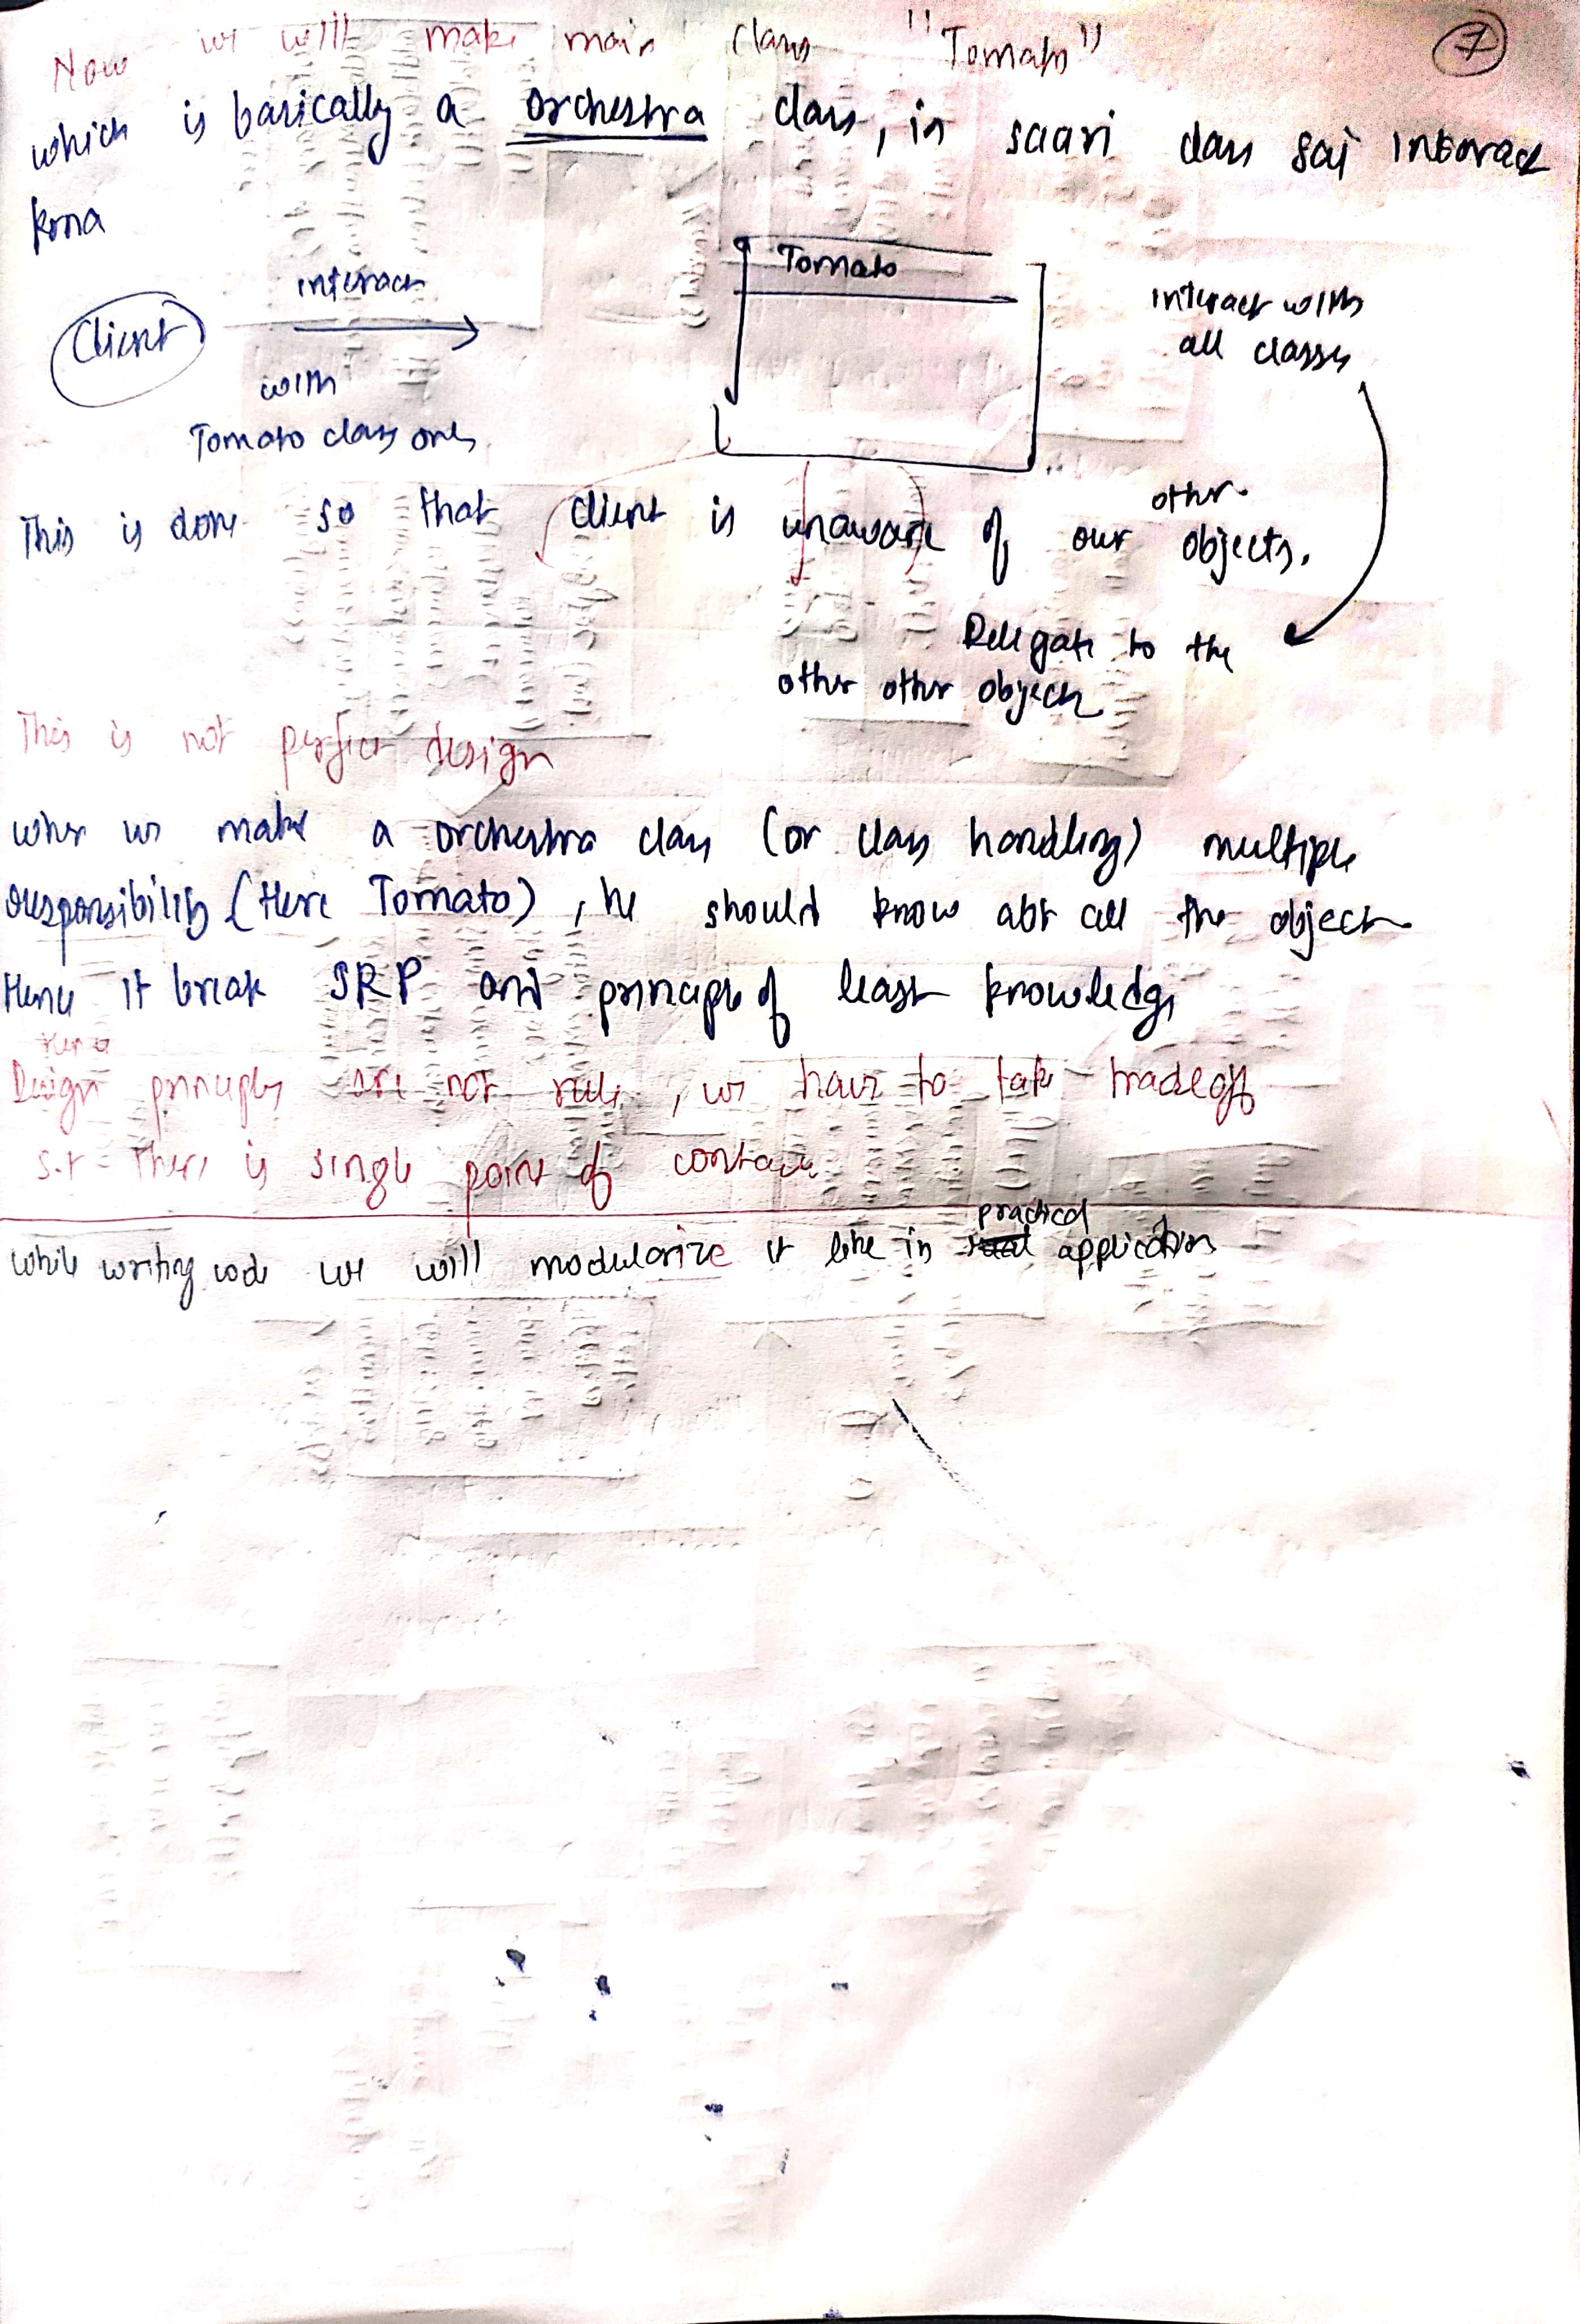 Now we will make main class "Tomato"
7
which is basically a orchestra class, is saari class sai interact
krna
Client
interact
with
Tomato class only
Tomato
interact with
all classes
This is done so that client is unaware of our other objects.
Delegate to the
other other objects
This is not perfect design
when we make a orchestra class (or class handling) multiple
responsibility (Here Tomato), he should know abt all the object
Hence it break SRP and principle of least knowledge
Design principles are not rule, we have to take tradeoff
s.t there is single point of contact
while writing code we will modularize it like in practical application